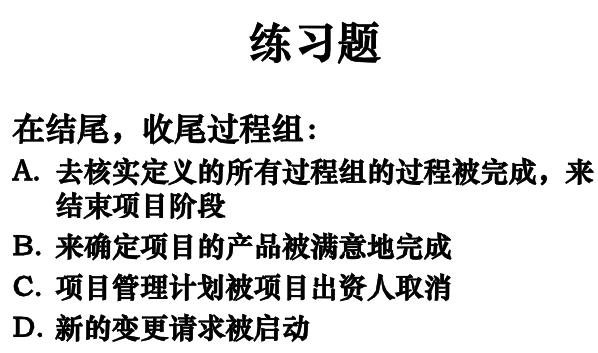 练习题
在结尾，收尾过程组：
A. 去核实定义的所有过程组的过程被完成，来
结束项目阶段
B. 来确定项目的产品被满意地完成
C. 项目管理计划被项目出资人取消
D. 新的变更请求被启动